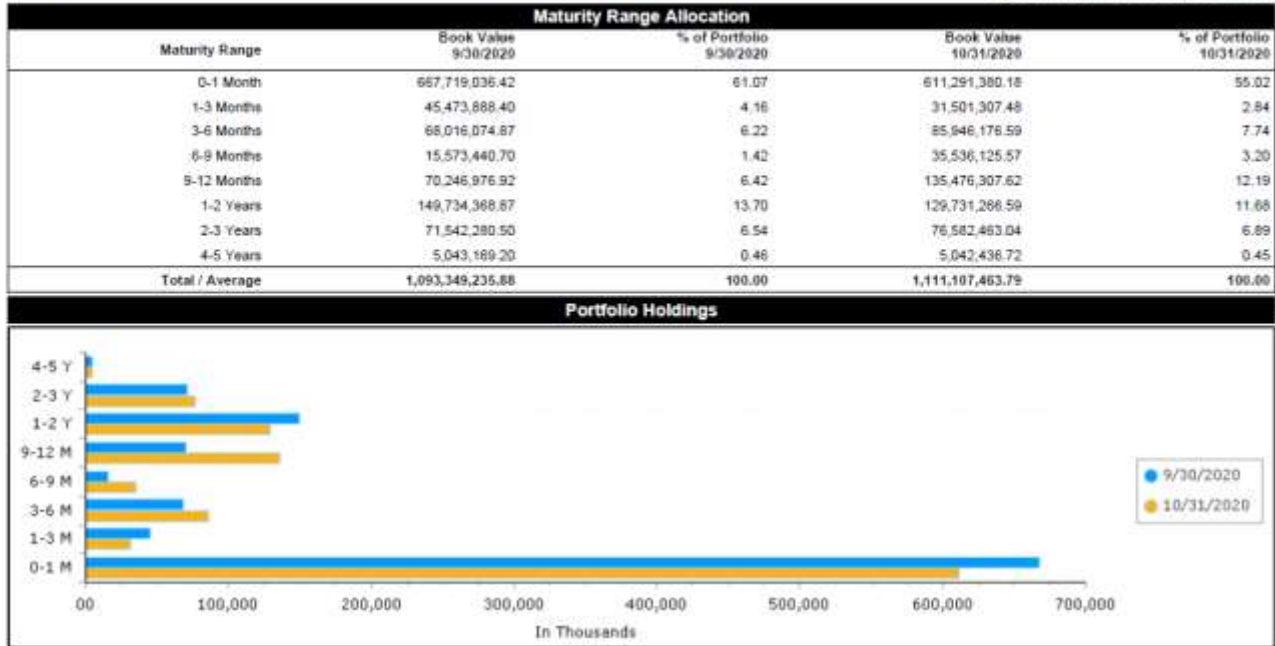 Maturity Range Allocation
Maturity Range Book Value 9/30/2020 % of Portfolio 9/30/2020 Book Value 10/31/2020 % of Portfolio 10/31/2020
0-1 Month 667,719,036.42 61.07 611,291,380.18 55.02
1-3 Months 45,473,888.40 4.16 31,501,307.48 2.84
3-6 Months 68,016,074.87 6.22 85,946,176.59 7.74
6-9 Months 15,573,440.70 1.42 35,536,125.57 3.20
9-12 Months 70,246,976.92 6.42 135,476,307.62 12.19
1-2 Years 149,734,368.87 13.70 129,731,266.59 11.68
2-3 Years 71,542,280.50 6.54 76,582,463.04 6.89
4-5 Years 5,043,169.20 0.46 5,042,436.72 0.45
Total / Average 1,093,349,235.88 100.00 1,111,107,463.79 100.00
Portfolio Holdings
4-5 Y
2-3 Y
1-2 Y
9-12 M
6-9 M
3-6 M
1-3 M
0-1 M
9/30/2020
10/31/2020
00 100,000 200,000 300,000 400,000 500,000 600,000 700,000
In Thousands